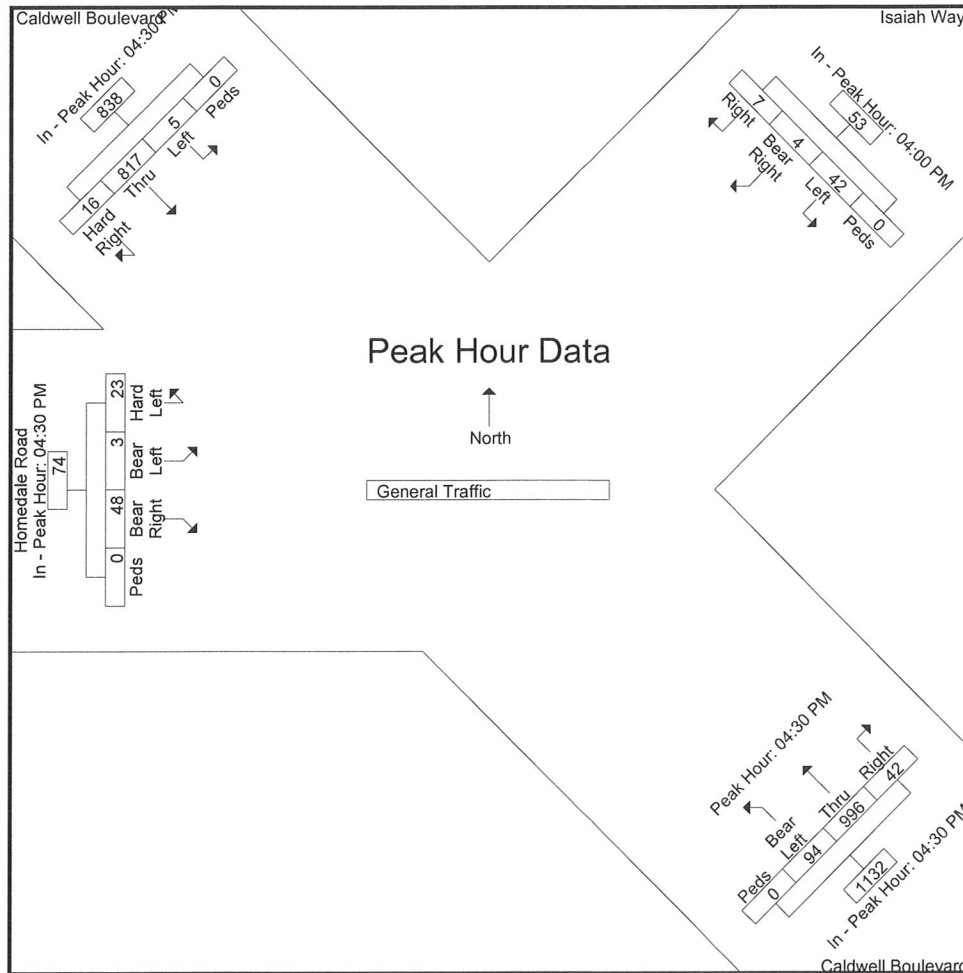 Caldwell Boulevard
In - Peak Hour: 04:30 PM
838
16
817
5
0
Hard
Right
Thru
Left
Peds
Isaiah Way
In - Peak Hour: 04:00 PM
53
7
4
42
0
Right
Bear
Right
Left
Peds
Homedale Road
In - Peak Hour: 04:30 PM
74
0
48
3
23
Peds
Bear
Right
Bear
Left
Hard
Left
Peak Hour Data
North
General Traffic
Peak Hour: 04:30 PM
Peds
Bear
Left
Thru
Right
0
94
996
42
1132
In - Peak Hour: 04:30 PM
Caldwell Boulevard